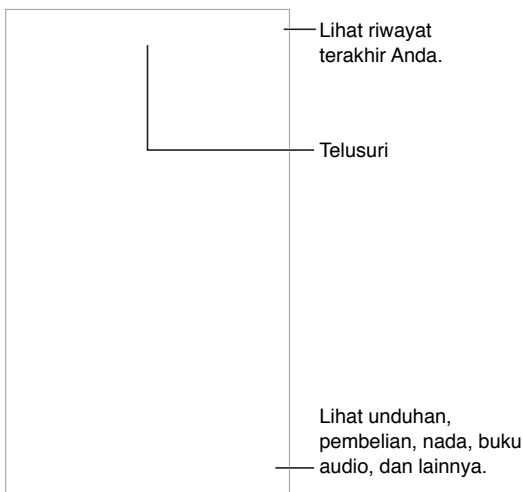 Lihat riwayat
terakhir Anda.
Telusuri
Lihat unduhan,
pembelian, nada, buku
audio, dan lainnya.